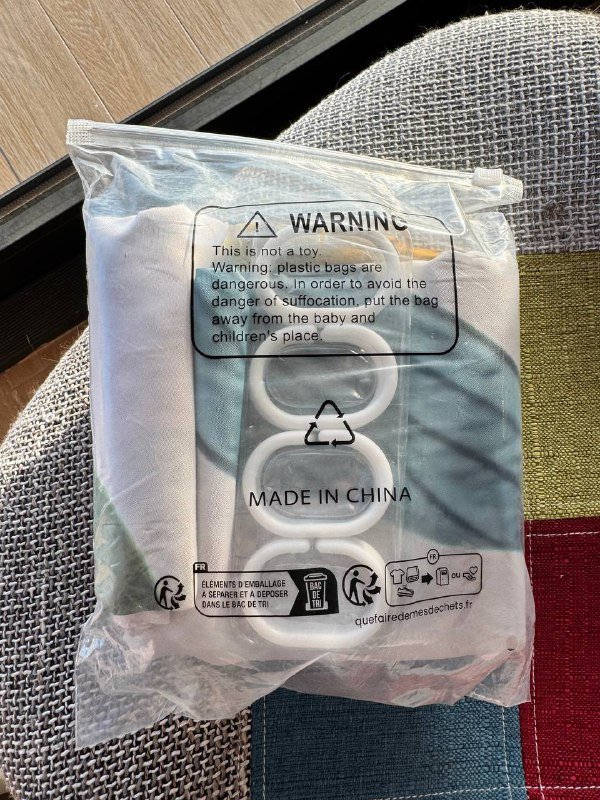 WARNING
This is not a toy.
Warning: plastic bags are
dangerous. In order to avoid the
danger of suffocation, put the bag
away from the baby and
children's place.
MADE IN CHINA
FR
ÉLÉMENTS D'EMBALLAGE
À SÉPARER ET À DÉPOSER
DANS LE BAC DE TRI
BAC
DE
TRI
FR
OU
quefairedemesdechets.fr